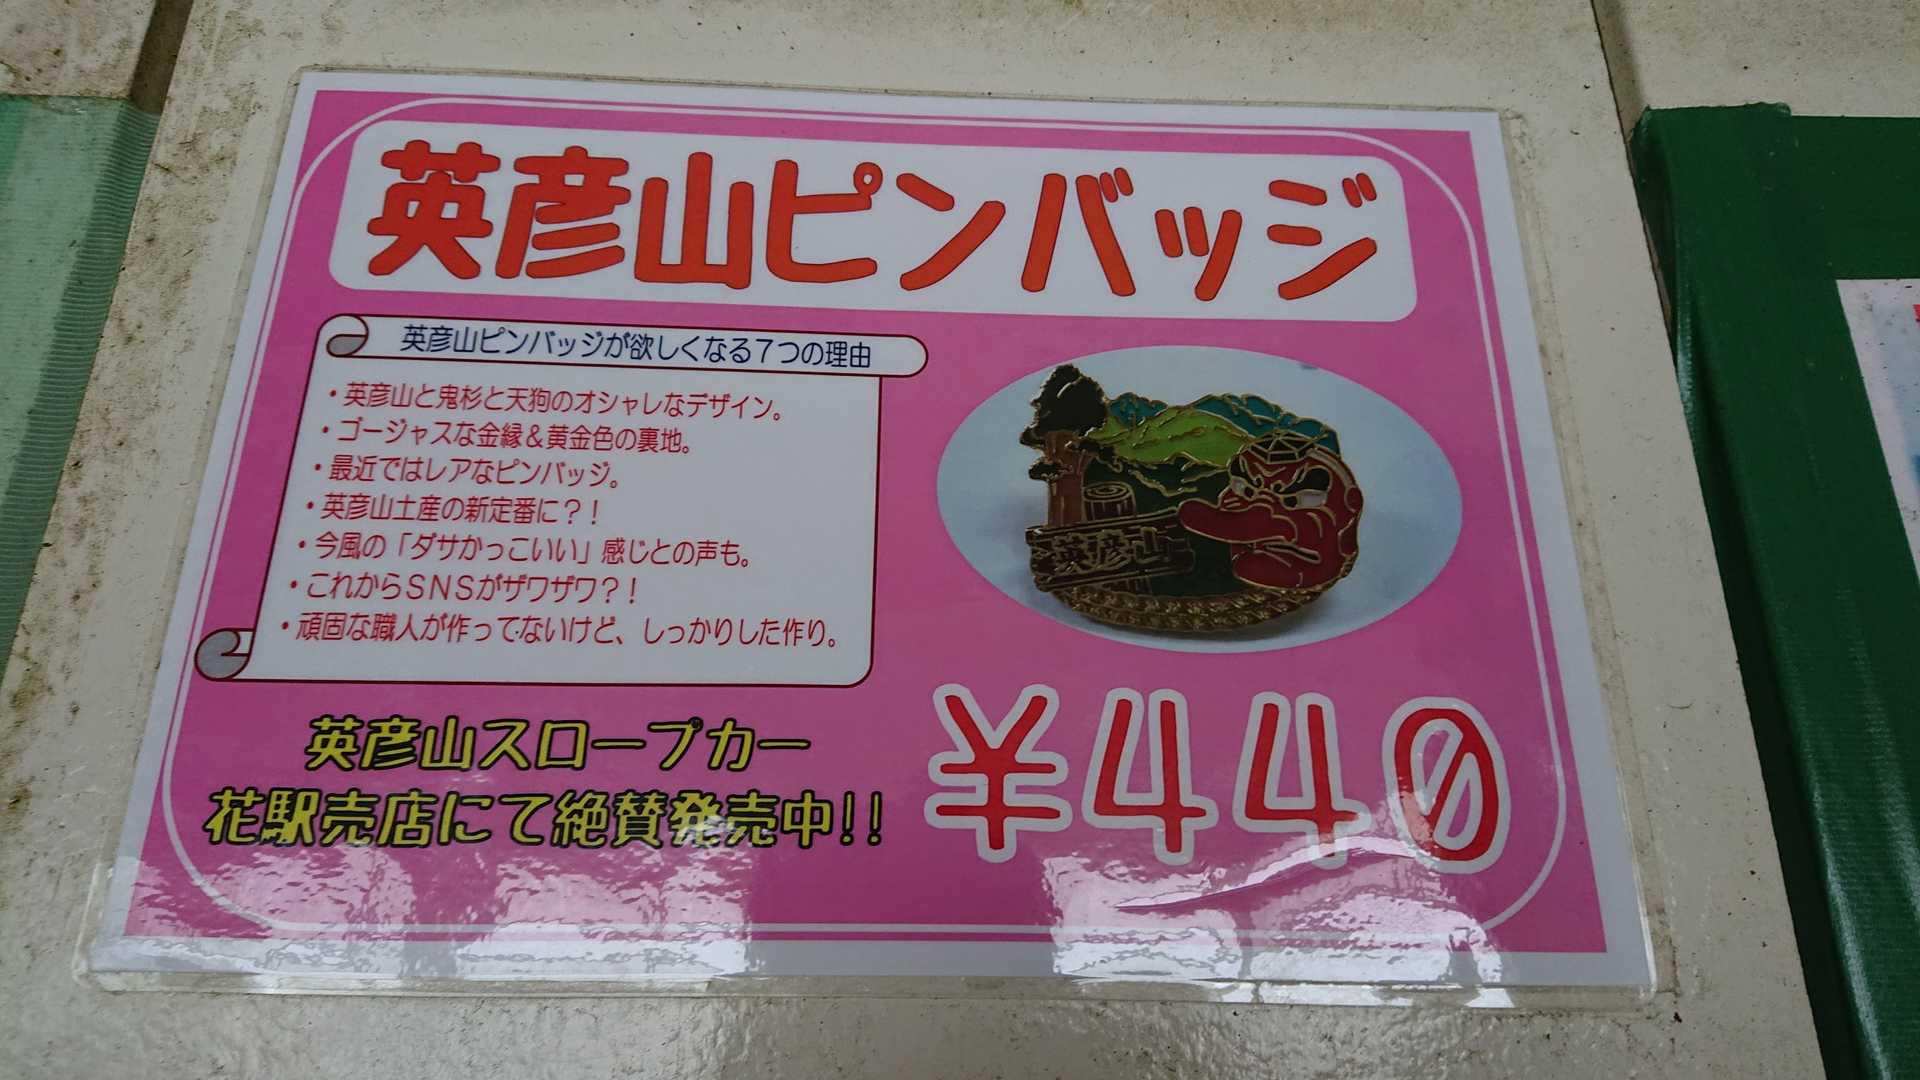 英彦山ピンバッジ
英彦山ピンバッジが欲しくなる７つの理由
・英彦山と鬼杉と天狗のオシャレなデザイン。
・ゴージャスな金縁＆黄金色の裏地。
・最近ではレアなピンバッジ。
・英彦山土産の新定番に？！
・今風の「ダサかっこいい」感じとの声も。
・これからＳＮＳがザワザワ？！
・頑固な職人が作ってないけど、しっかりした作り。
英彦山
英彦山スロープカー
花駅売店にて絶賛発売中!!
¥440